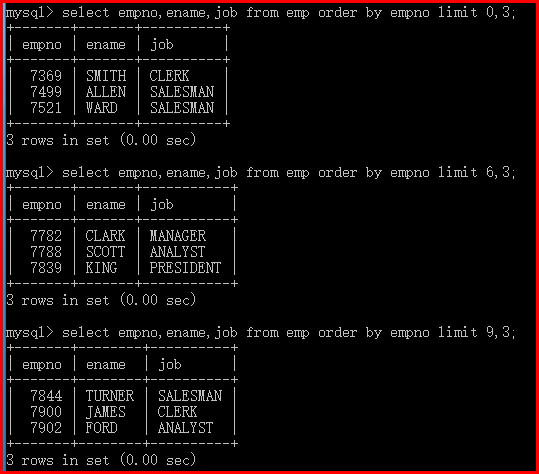 mysql> select empno,ename,job from emp order by empno limit 0,3;
+-------+-------+----------+
| empno | ename | job      |
+-------+-------+----------+
|  7369 | SMITH | CLERK    |
|  7499 | ALLEN | SALESMAN |
|  7521 | WARD  | SALESMAN |
+-------+-------+----------+
3 rows in set (0.00 sec)
mysql> select empno,ename,job from emp order by empno limit 6,3;
+-------+-------+-----------+
| empno | ename | job       |
+-------+-------+-----------+
|  7782 | CLARK | MANAGER   |
|  7788 | SCOTT | ANALYST   |
|  7839 | KING  | PRESIDENT |
+-------+-------+-----------+
3 rows in set (0.00 sec)
mysql> select empno,ename,job from emp order by empno limit 9,3;
+-------+--------+----------+
| empno | ename  | job      |
+-------+--------+----------+
|  7844 | TURNER | SALESMAN |
|  7900 | JAMES  | CLERK    |
|  7902 | FORD   | ANALYST  |
+-------+--------+----------+
3 rows in set (0.00 sec)